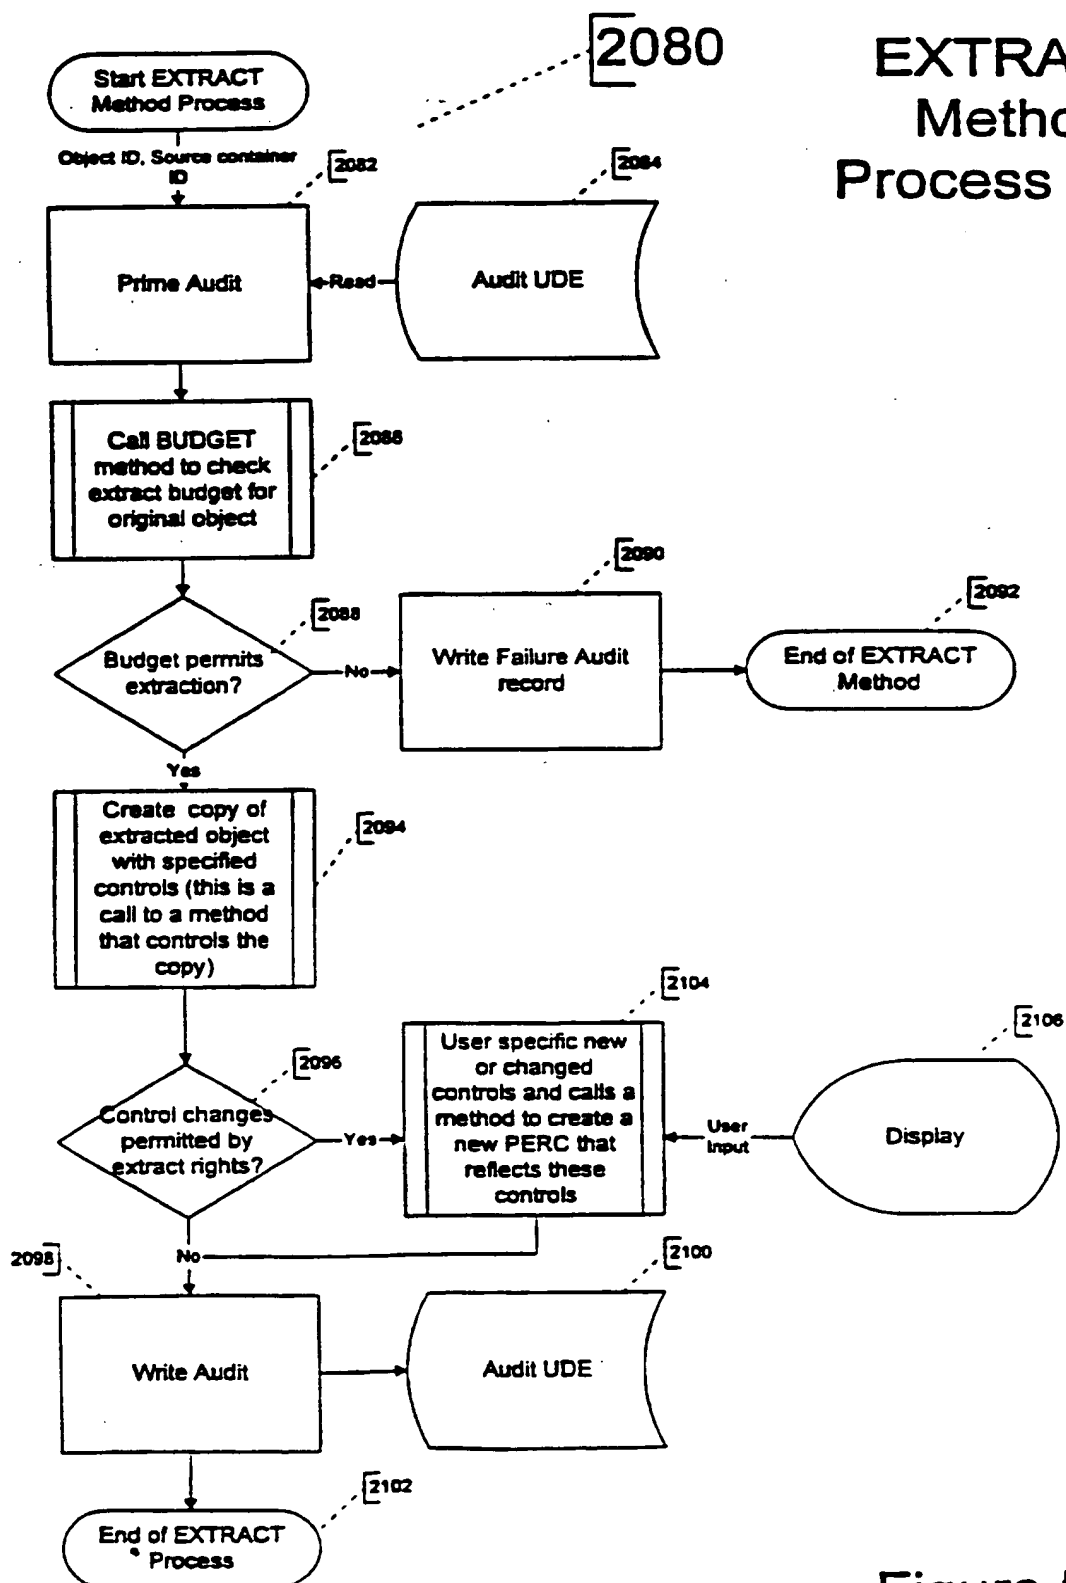 2080
EXTRA
Metho
Process
Start EXTRACT
Method Process
Object ID, Source container
ID
2082
2084
Prime Audit
Read
Audit UDE
Call BUDGET
method to check
extract budget for
original object
2086
2088
Budget permits
extraction?
No
2090
Write Failure Audit
record
2092
End of EXTRACT
Method
Yes
Create copy of
extracted object
with specified
controls (this is a
call to a method
that controls the
copy)
2094
2096
Control changes
permitted by
extract rights?
Yes
2104
User specific new
or changed
controls and calls a
method to create a
new PERC that
reflects these
controls
User
Input
2106
Display
No
2098
Write Audit
2100
Audit UDE
2102
End of EXTRACT
Process
Figure